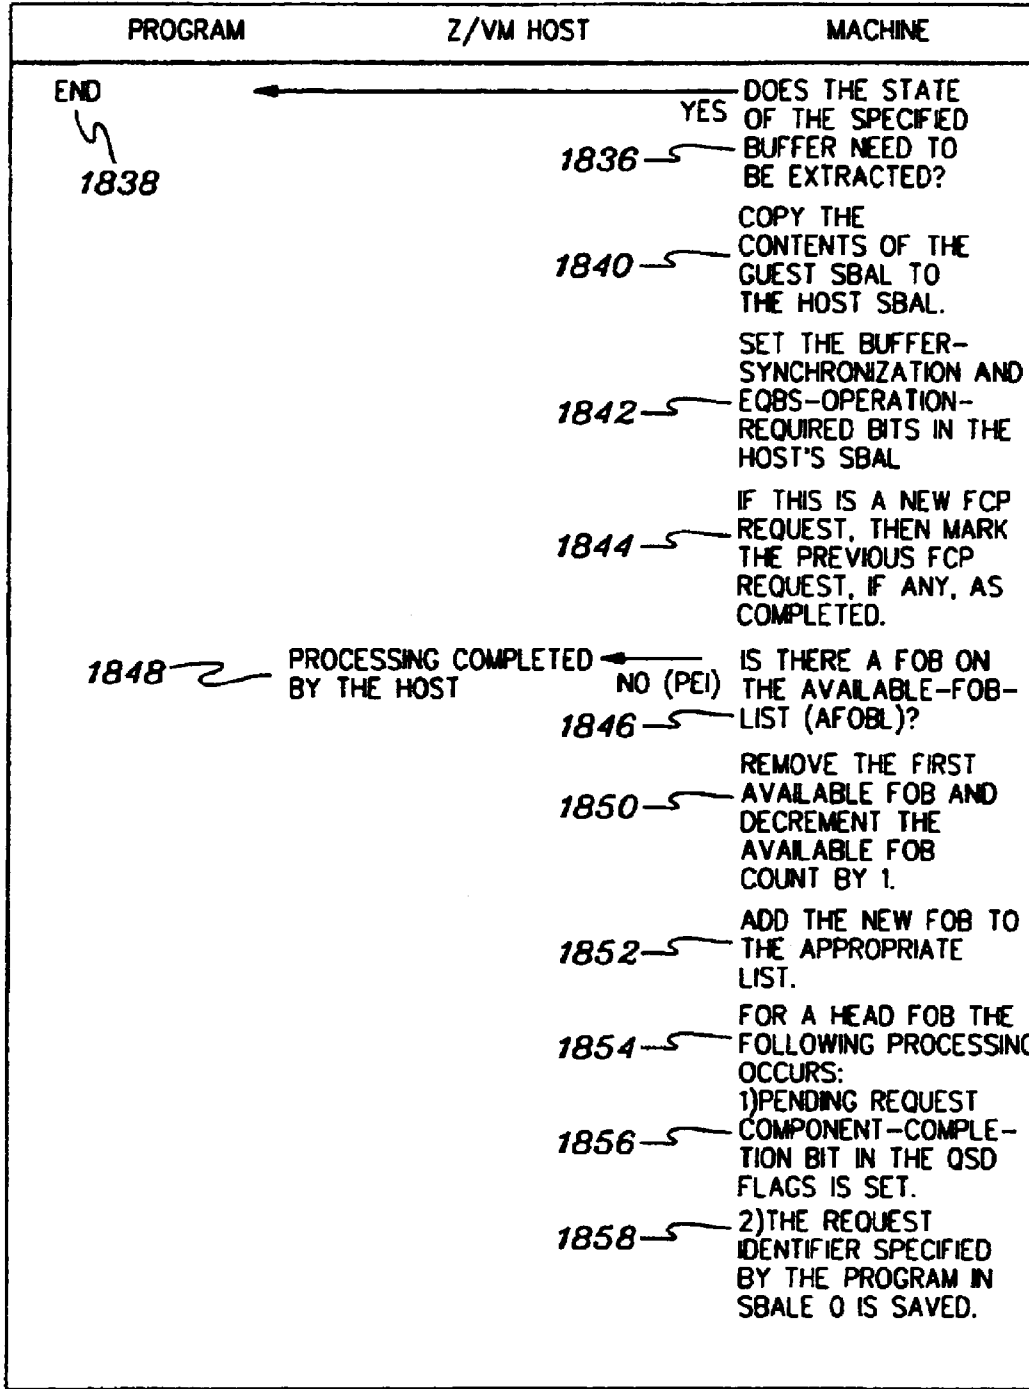 PROGRAM Z/VM HOST MACHINE
END
1838
YES
DOES THE STATE
OF THE SPECIFIED
BUFFER NEED TO
BE EXTRACTED?
1836
COPY THE
CONTENTS OF THE
GUEST SBAL TO
THE HOST SBAL.
1840
SET THE BUFFER-
SYNCHRONIZATION AND
EQBS-OPERATION-
REQUIRED BITS IN THE
HOST'S SBAL
1842
IF THIS IS A NEW FCP
REQUEST, THEN MARK
THE PREVIOUS FCP
REQUEST, IF ANY, AS
COMPLETED.
1844
1848
PROCESSING COMPLETED
BY THE HOST
NO (PEI)
IS THERE A FOB ON
THE AVAILABLE-FOB-
LIST (AFOBL)?
1846
REMOVE THE FIRST
AVAILABLE FOB AND
DECREMENT THE
AVAILABLE FOB
COUNT BY 1.
1850
ADD THE NEW FOB TO
THE APPROPRIATE
LIST.
1852
FOR A HEAD FOB THE
FOLLOWING PROCESSING
OCCURS:
1854
1)PENDING REQUEST
COMPONENT-COMPLE-
TION BIT IN THE QSD
FLAGS IS SET.
1856
2)THE REQUEST
IDENTIFIER SPECIFIED
BY THE PROGRAM IN
SBALE 0 IS SAVED.
1858